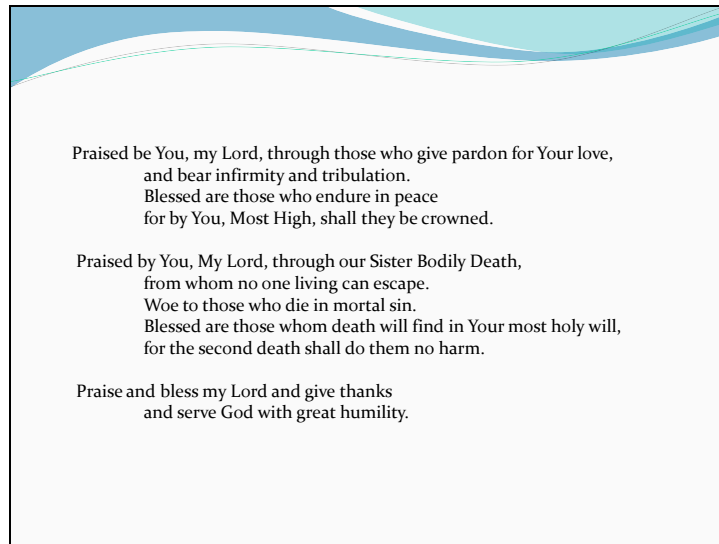 Praised be You, my Lord, through those who give pardon for Your love,
and bear infirmity and tribulation.
Blessed are those who endure in peace
for by You, Most High, shall they be crowned.
Praised by You, My Lord, through our Sister Bodily Death,
from whom no one living can escape.
Woe to those who die in mortal sin.
Blessed are those whom death will find in Your most holy will,
for the second death shall do them no harm.
Praise and bless my Lord and give thanks
and serve God with great humility.